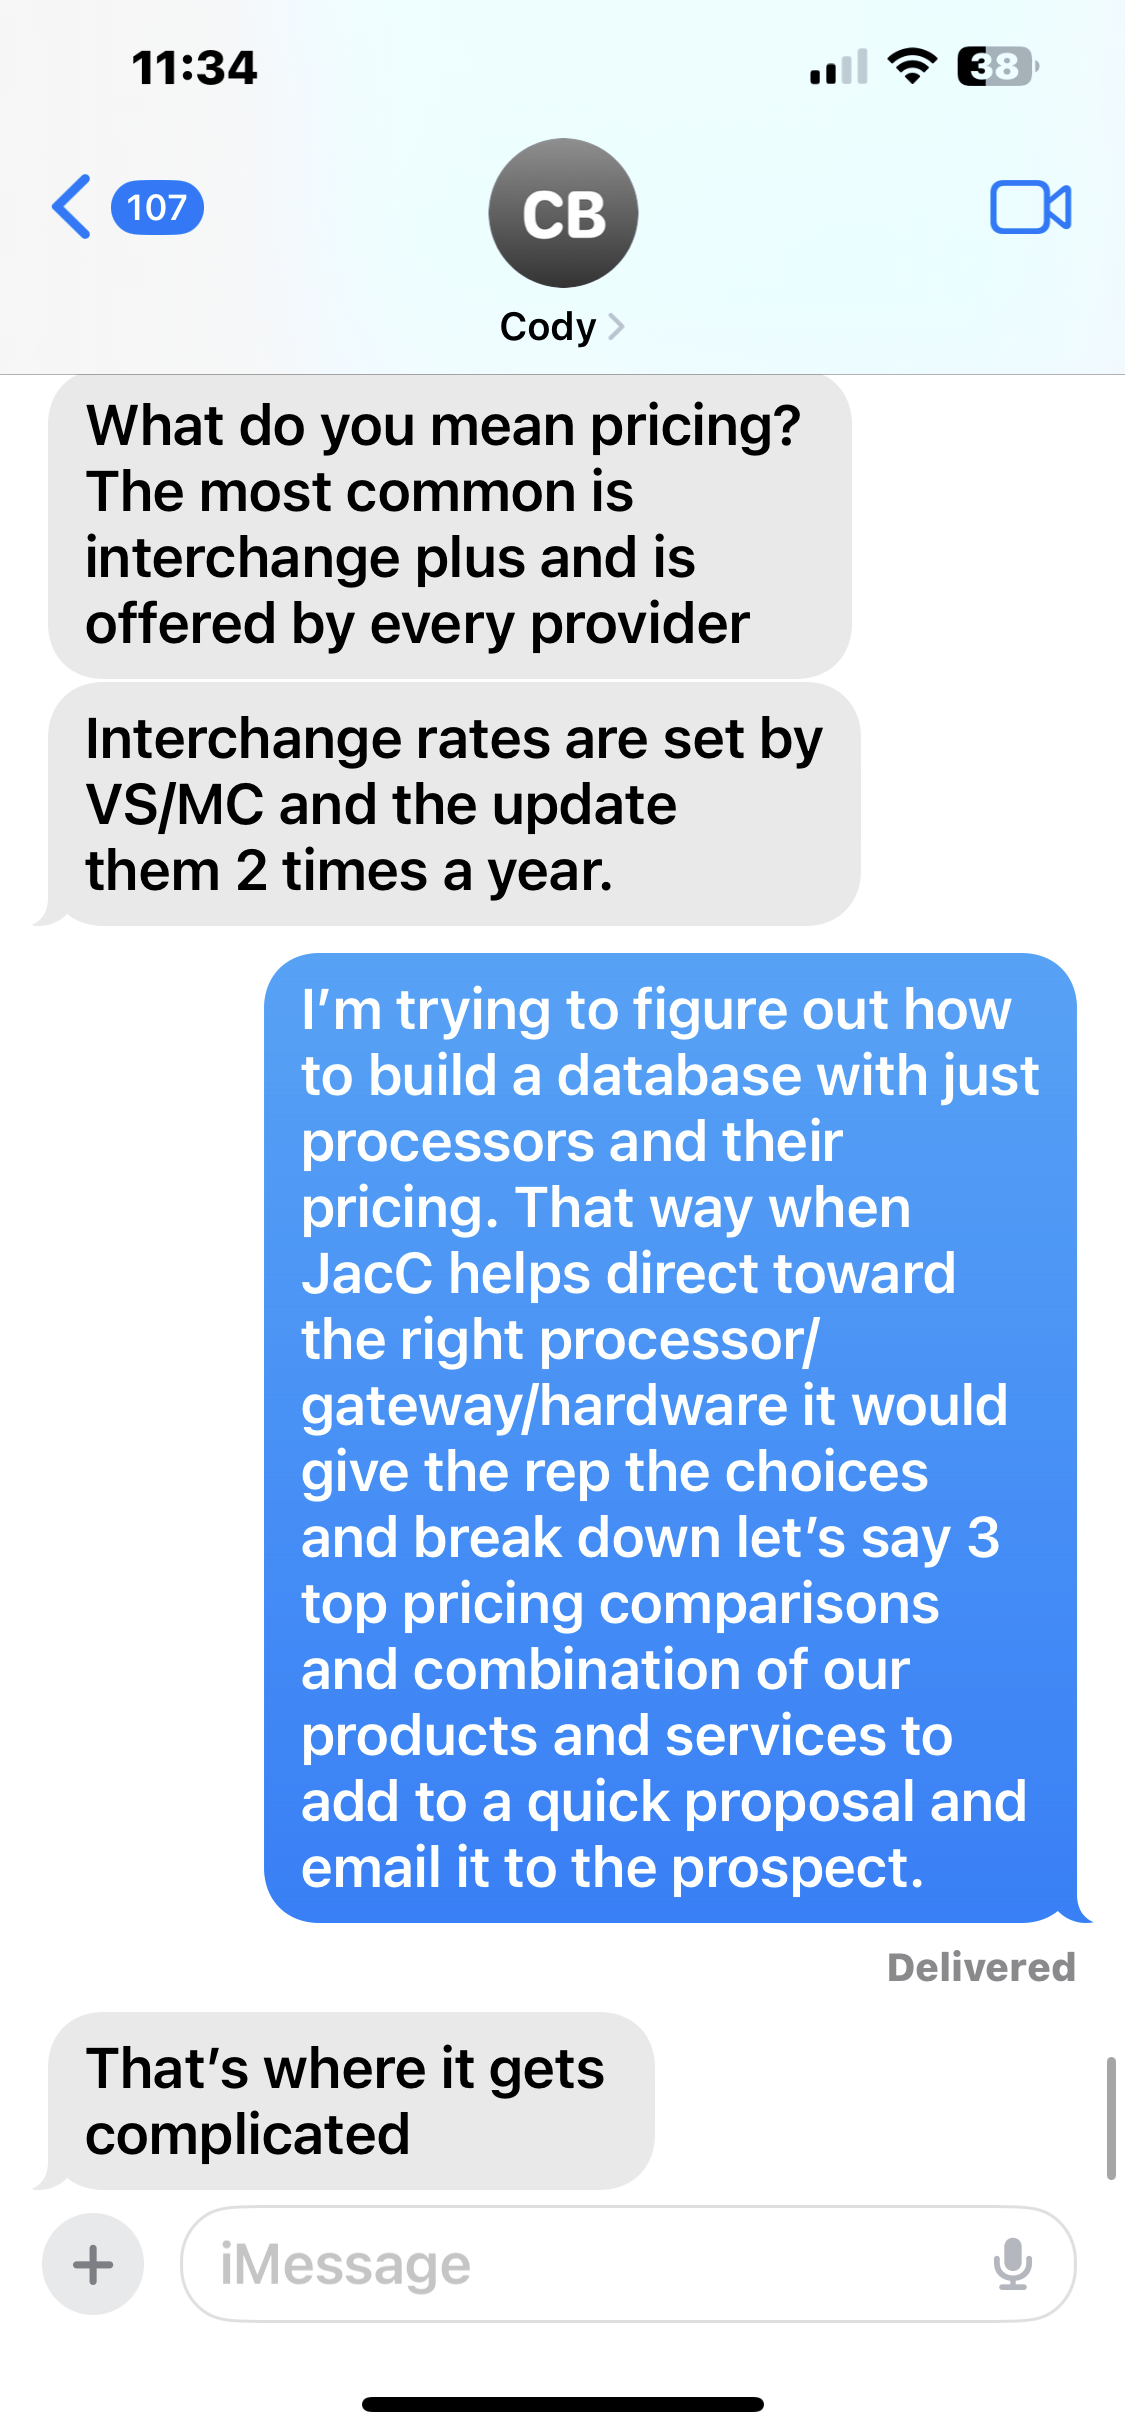 11:34
38
107
CB
Cody
What do you mean pricing?
The most common is
interchange plus and is
offered by every provider
Interchange rates are set by
VS/MC and the update
them 2 times a year.
I’m trying to figure out how
to build a database with just
processors and their
pricing. That way when
JacC helps direct toward
the right processor/
gateway/hardware it would
give the rep the choices
and break down let’s say 3
top pricing comparisons
and combination of our
products and services to
add to a quick proposal and
email it to the prospect.
Delivered
That’s where it gets
complicated
iMessage